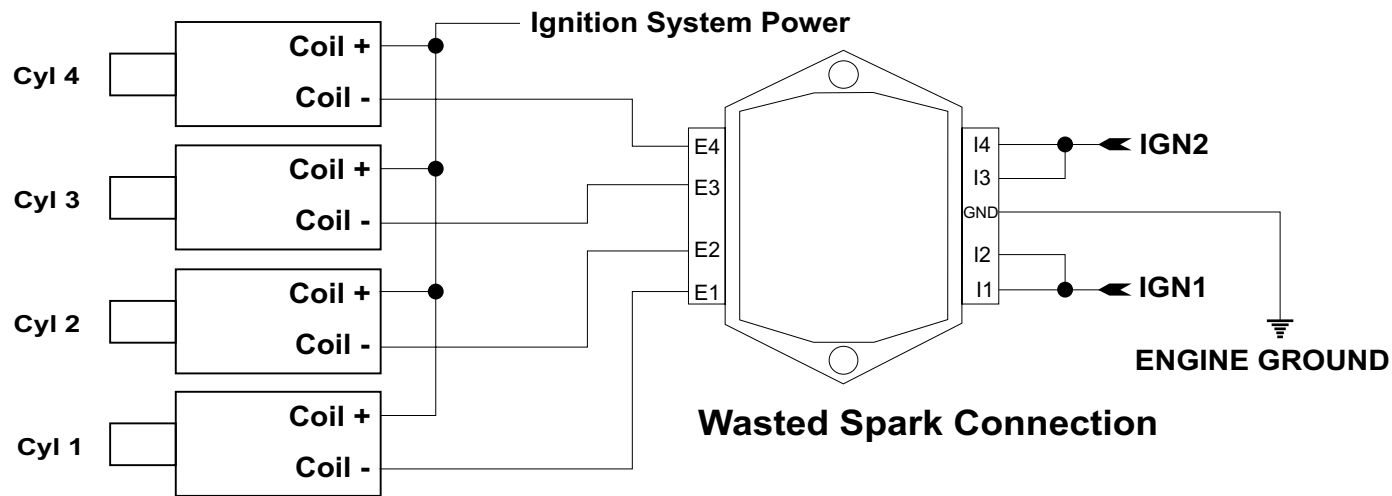 Ignition System Power
Cyl 4
Coil +
Coil -
Cyl 3
Coil +
Coil -
Cyl 2
Coil +
Coil -
Cyl 1
Coil +
Coil -
E4
E3
E2
E1
I4
I3
GND
I2
I1
IGN2
IGN1
ENGINE GROUND
Wasted Spark Connection